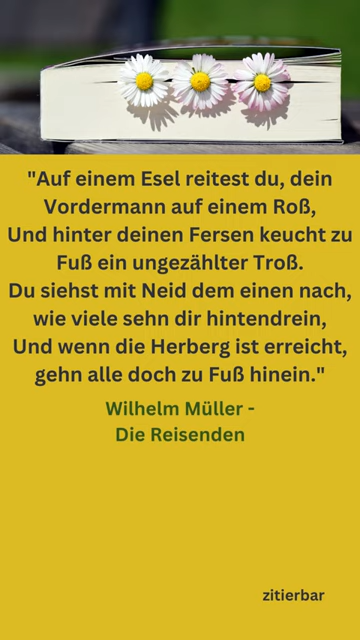 "Auf einem Esel reitest du, dein
Vordermann auf einem Roß,
Und hinter deinen Fersen keucht zu
Fuß ein ungezählter Troß.
Du siehst mit Neid dem einen nach,
wie viele sehn dir hintendrein,
Und wenn die Herberg ist erreicht,
gehn alle doch zu Fuß hinein."
Wilhelm Müller -
Die Reisenden
zitierbar